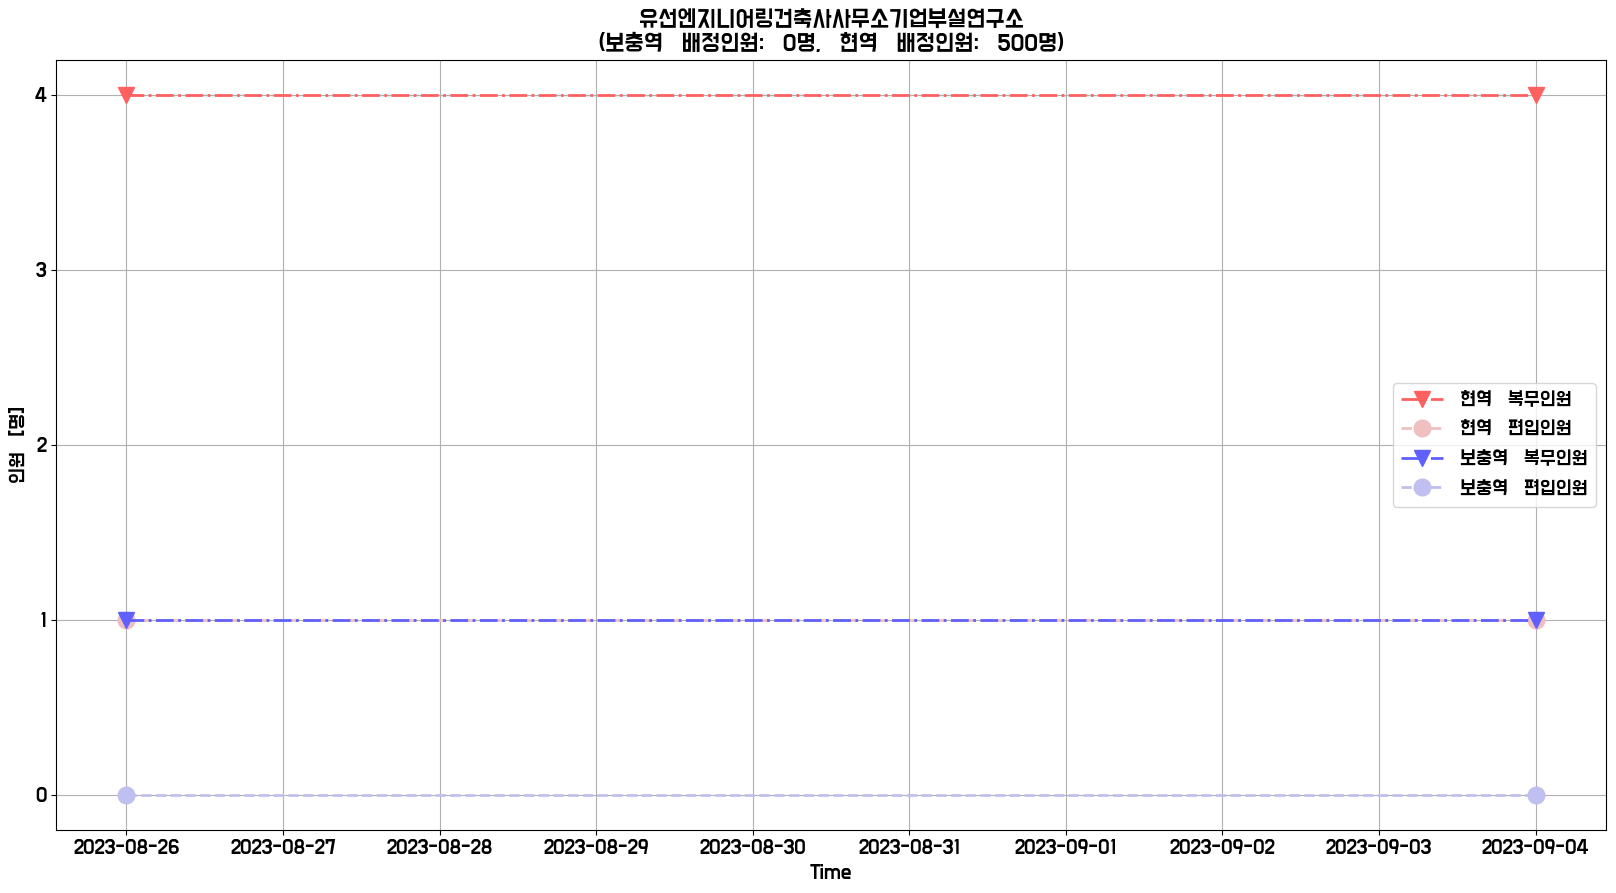 유선엔지니어링건축사사무소기업부설연구소
(보충역 배정인원: 0명, 현역 배정인원: 500명)
4
3
2
1
0
인원 [명]
현역 복무인원
현역 편입인원
보충역 복무인원
보충역 편입인원
2023-08-26 2023-08-27 2023-08-28 2023-08-29 2023-08-30 2023-08-31 2023-09-01 2023-09-02 2023-09-03 2023-09-04
Time